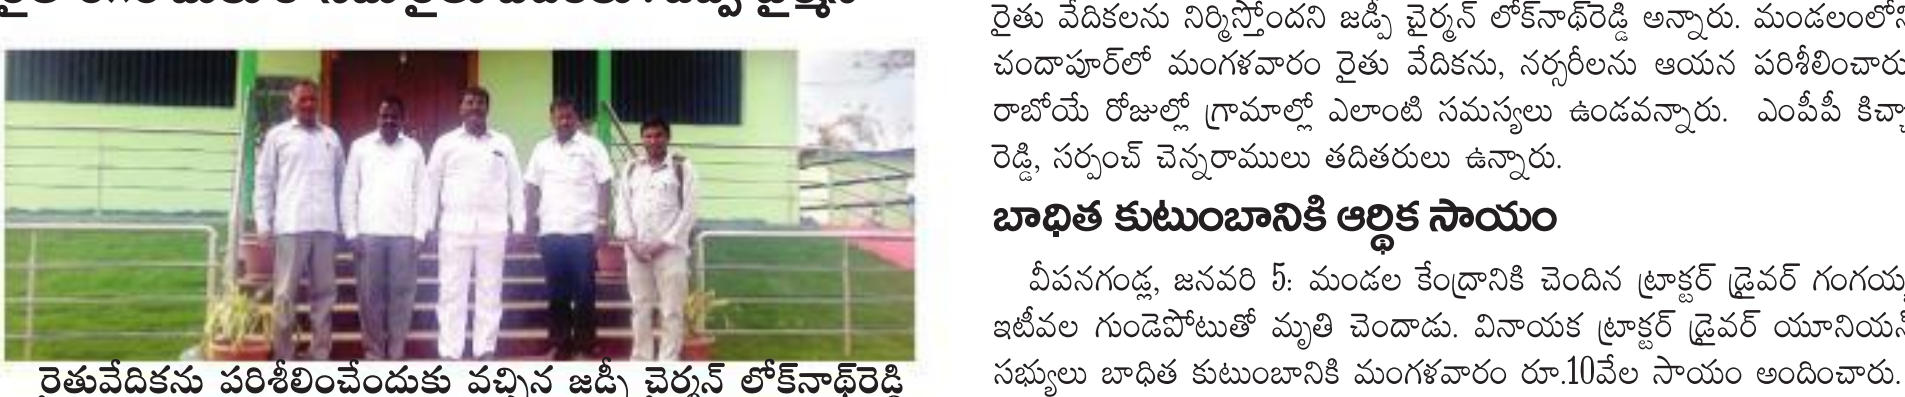 రైతువేదికను పరిశీలించేందుకు వచ్చిన జడ్పీ చైర్మన్ లోక్‌నాథ్‌రెడ్డి
రైతు వేదికలను నిర్మిస్తోందని జడ్పీ చైర్మన్ లోక్‌నాథ్‌రెడ్డి అన్నారు. మండలంలోని
చందాపూర్‌లో మంగళవారం రైతు వేదికను, నర్సరీలను ఆయన పరిశీలించారు
రాబోయే రోజుల్లో గ్రామాల్లో ఎలాంటి సమస్యలు ఉండవన్నారు. ఎంపీపీ కిచ్చా
రెడ్డి, సర్పంచ్ చెన్నరాములు తదితరులు ఉన్నారు.
బాధిత కుటుంబానికి ఆర్థిక సాయం
వీపనగండ్ల, జనవరి 5: మండల కేంద్రానికి చెందిన ట్రాక్టర్ డ్రైవర్ గంగయ్య
ఇటీవల గుండెపోటుతో మృతి చెందాడు. వినాయక ట్రాక్టర్ డ్రైవర్ యూనియన్
సభ్యులు బాధిత కుటుంబానికి మంగళవారం రూ.10వేల సాయం అందించారు.